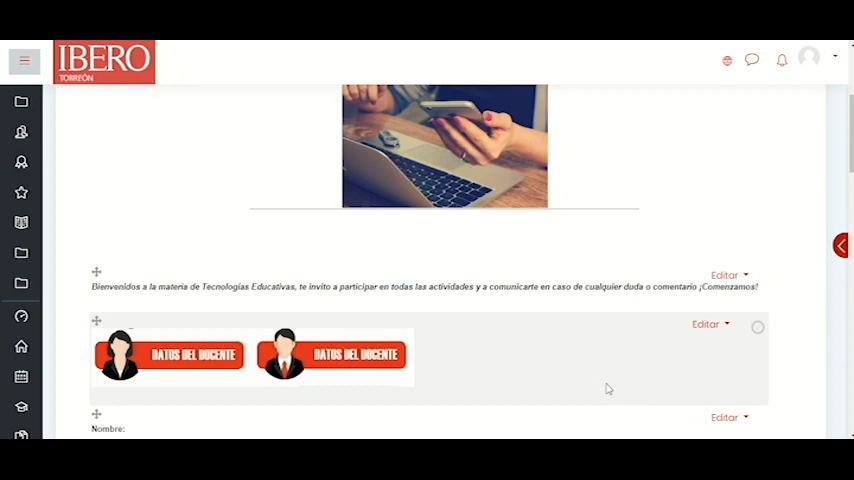 IBERO
TORREÓN
Editar
Bienvenidos a la materia de Tecnologías Educativas, te invito a participar en todas las actividades y a comunicarte en caso de cualquier duda o comentario ¡Comenzamos!
Editar
DATOS DEL DOCENTE
DATOS DEL DOCENTE
Editar
Nombre: